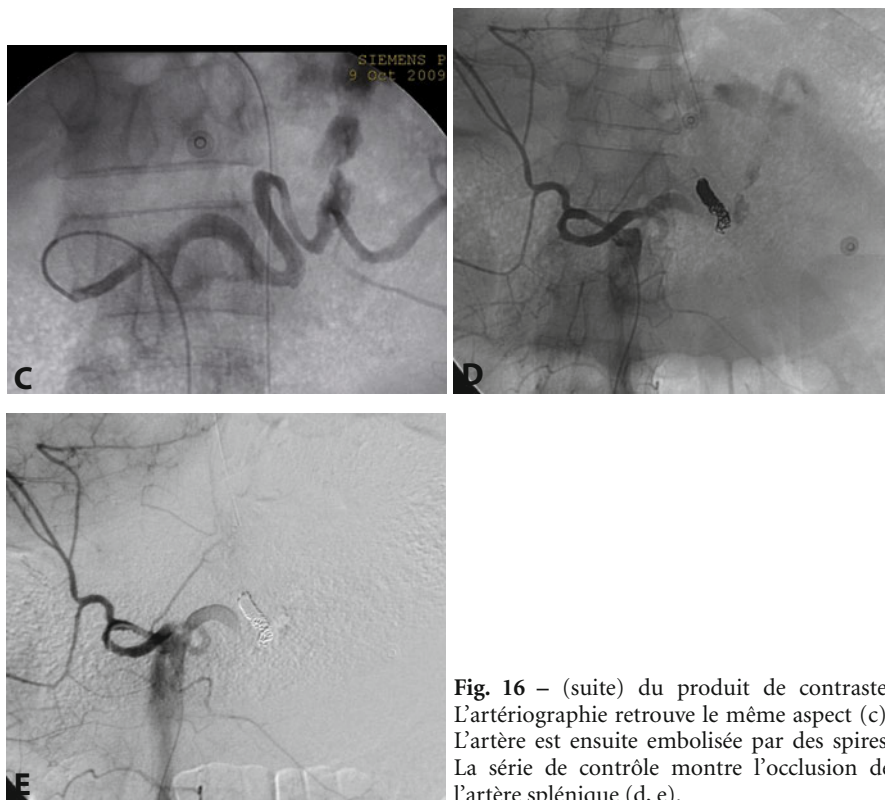 SIEMENS P
9 Oct 2009
C
D
E
Fig. 16 – (suite) du produit de contraste
L’artériographie retrouve le même aspect (c)
L’artère est ensuite embolisée par des spires
La série de contrôle montre l’occlusion de
l’artère splénique (d, e).